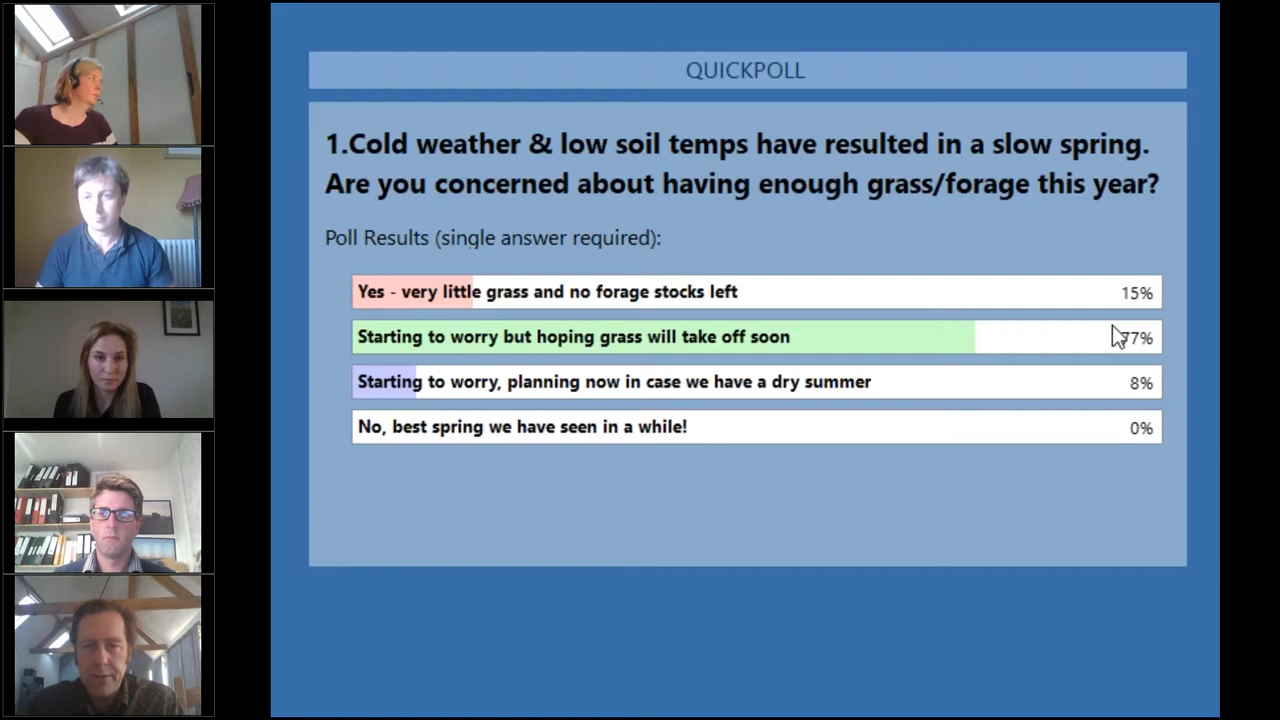 QUICKPOLL
1.Cold weather & low soil temps have resulted in a slow spring.
Are you concerned about having enough grass/forage this year?
Poll Results (single answer required):
Yes - very little grass and no forage stocks left 15%
Starting to worry but hoping grass will take off soon 77%
Starting to worry, planning now in case we have a dry summer 8%
No, best spring we have seen in a while! 0%